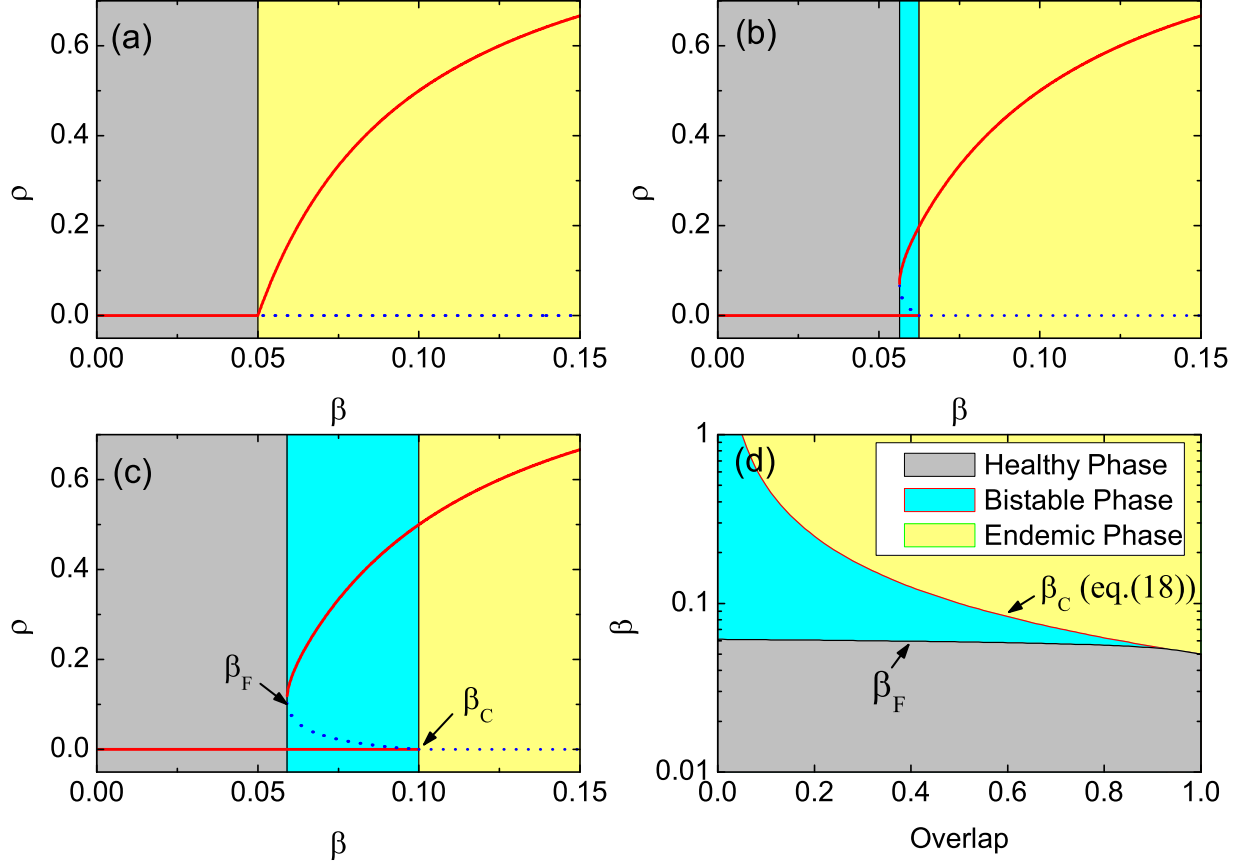 (a)
0.6
0.4
0.2
0.0
ρ
0.00 0.05 0.10 0.15
β
(b)
0.6
0.4
0.2
0.0
ρ
0.00 0.05 0.10 0.15
β
(c)
0.6
0.4
0.2
0.0
ρ
β_F
β_C
0.00 0.05 0.10 0.15
β
(d)
1
0.1
0.01
β
Healthy Phase
Bistable Phase
Endemic Phase
β_C (eq.(18))
β_F
0.0 0.2 0.4 0.6 0.8 1.0
Overlap